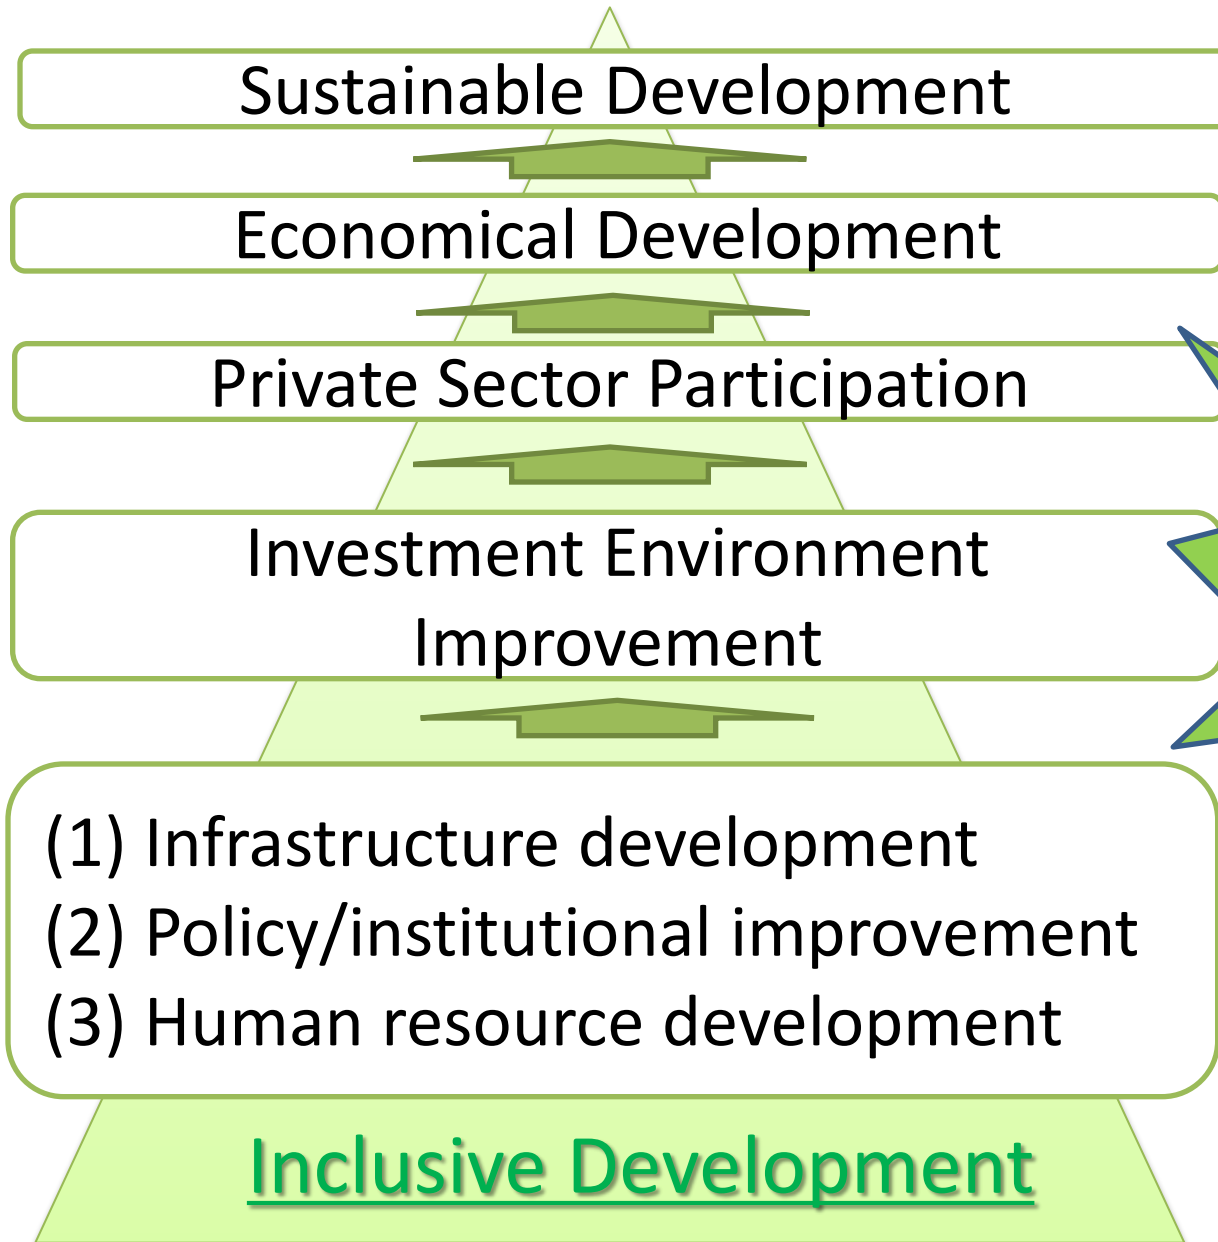 Sustainable Development
Economical Development
Private Sector Participation
Investment Environment
Improvement
(1) Infrastructure development
(2) Policy/institutional improvement
(3) Human resource development
Inclusive Development